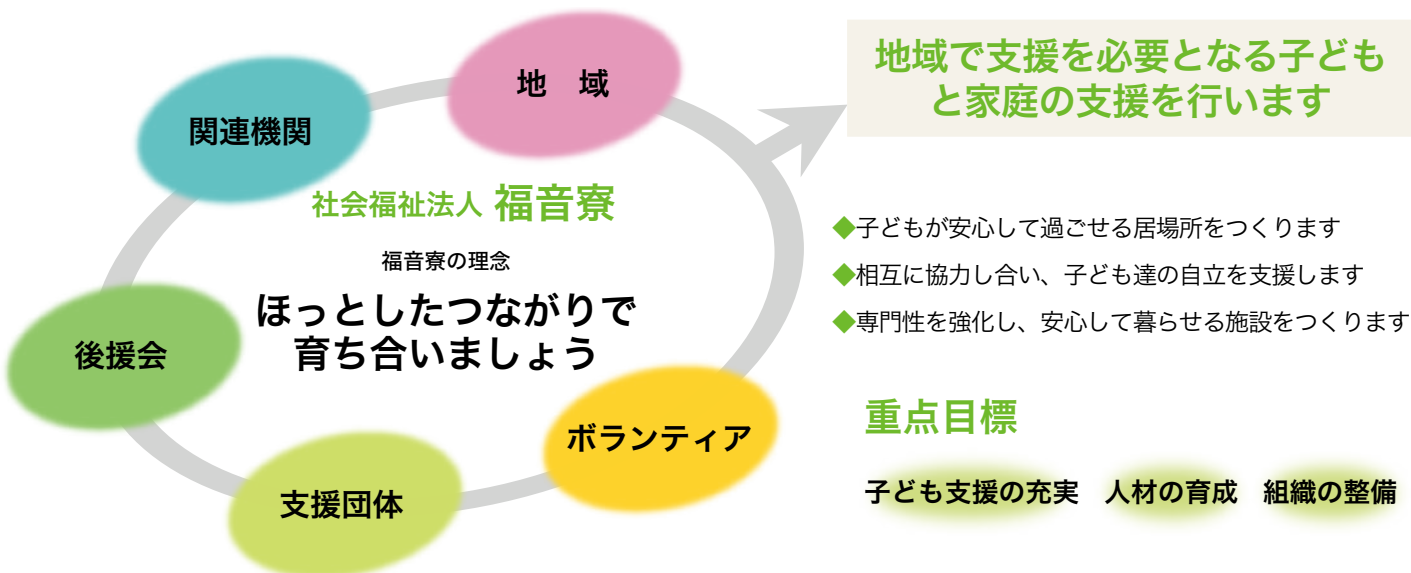 地　域
関連機関
社会福祉法人 福音寮
福音寮の理念
ほっとしたつながりで
育ち合いましょう
後援会
ボランティア
支援団体
地域で支援を必要となる子ども
と家庭の支援を行います
◆子どもが安心して過ごせる居場所をつくります
◆相互に協力し合い、子ども達の自立を支援します
◆専門性を強化し、安心して暮らせる施設をつくります
重点目標
子ども支援の充実　人材の育成　組織の整備